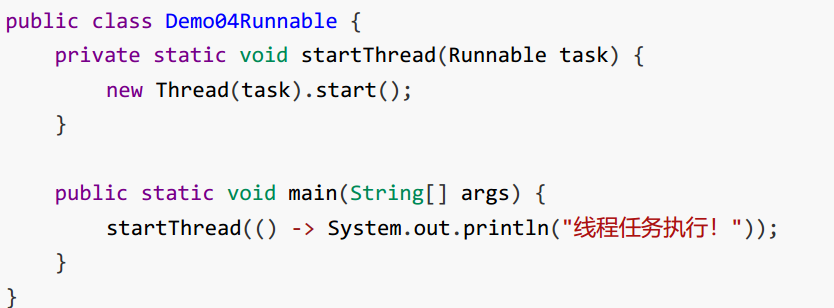 public class Demo04Runnable {
    private static void startThread(Runnable task) {
        new Thread(task).start();
    }

    public static void main(String[] args) {
        startThread(() -> System.out.println("线程任务执行！"));
    }
}